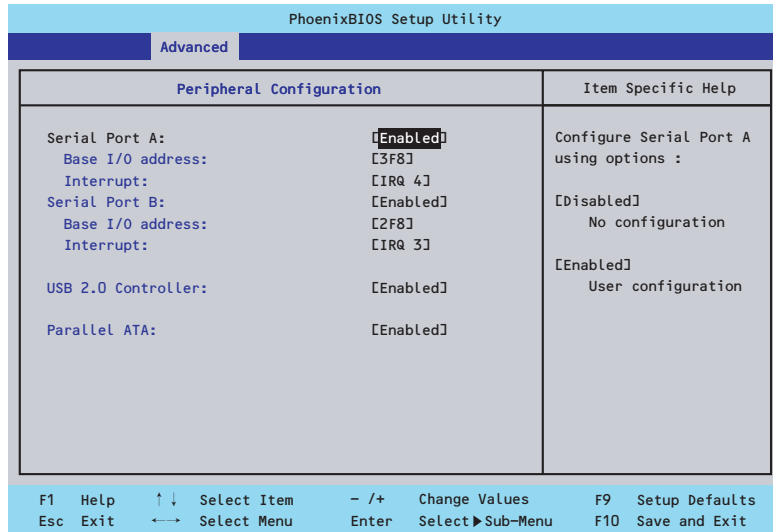 PhoenixBIOS Setup Utility
Advanced
Peripheral Configuration
Item Specific Help
Serial Port A: [Enabled]
Base I/O address: [3F8]
Interrupt: [IRQ 4]
Serial Port B: [Enabled]
Base I/O address: [2F8]
Interrupt: [IRQ 3]
USB 2.0 Controller: [Enabled]
Parallel ATA: [Enabled]
Configure Serial Port A
using options :
[Disabled]
No configuration
[Enabled]
User configuration
F1 Help ↑↓ Select Item − /+ Change Values F9 Setup Defaults
Esc Exit ←→ Select Menu Enter Select▶Sub−Menu F10 Save and Exit